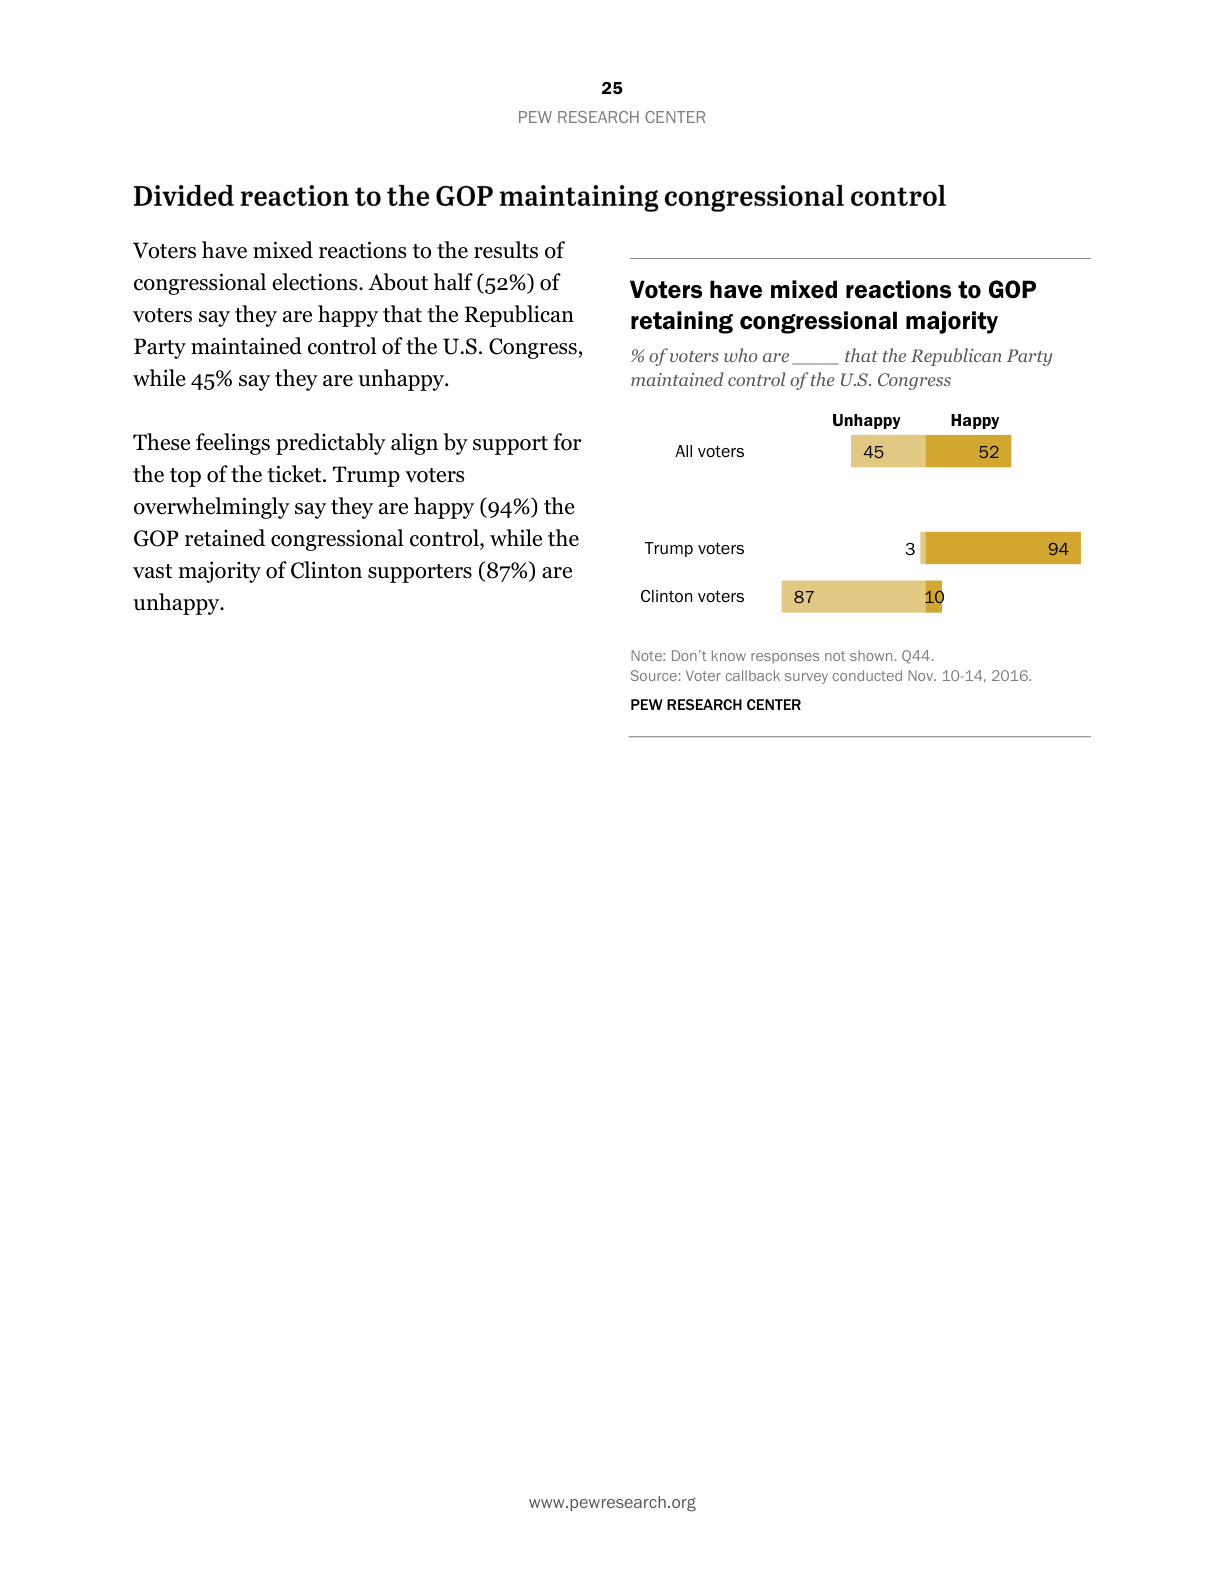 25
PEW RESEARCH CENTER
Divided reaction to the GOP maintaining congressional control
Voters have mixed reactions to the results of
congressional elections. About half (52%) of
voters say they are happy that the Republican
Party maintained control of the U.S. Congress,
while 45% say they are unhappy.
These feelings predictably align by support for
the top of the ticket. Trump voters
overwhelmingly say they are happy (94%) the
GOP retained congressional control, while the
vast majority of Clinton supporters (87%) are
unhappy.
Voters have mixed reactions to GOP
retaining congressional majority
% of voters who are ____ that the Republican Party
maintained control of the U.S. Congress
Unhappy Happy
All voters 45 52
Trump voters 3 94
Clinton voters 87 10
Note: Don't know responses not shown. Q44.
Source: Voter callback survey conducted Nov. 10-14, 2016.
PEW RESEARCH CENTER
www.pewresearch.org